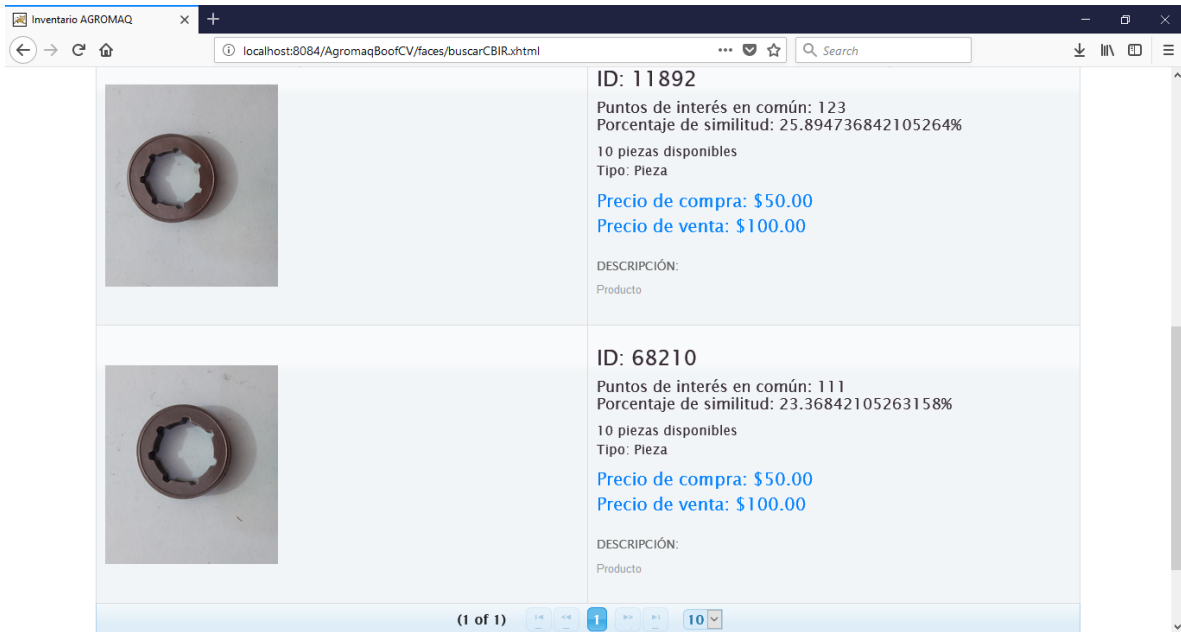 Inventario AGROMAQ
localhost:8084/AgromaqBoofCV/faces/buscarCBIR.xhtml
Search
ID: 11892
Puntos de interés en común: 123
Porcentaje de similitud: 25.894736842105264%
10 piezas disponibles
Tipo: Pieza
Precio de compra: $50.00
Precio de venta: $100.00
DESCRIPCIÓN:
Producto
ID: 68210
Puntos de interés en común: 111
Porcentaje de similitud: 23.36842105263158%
10 piezas disponibles
Tipo: Pieza
Precio de compra: $50.00
Precio de venta: $100.00
DESCRIPCIÓN:
Producto
(1 of 1) 1 10